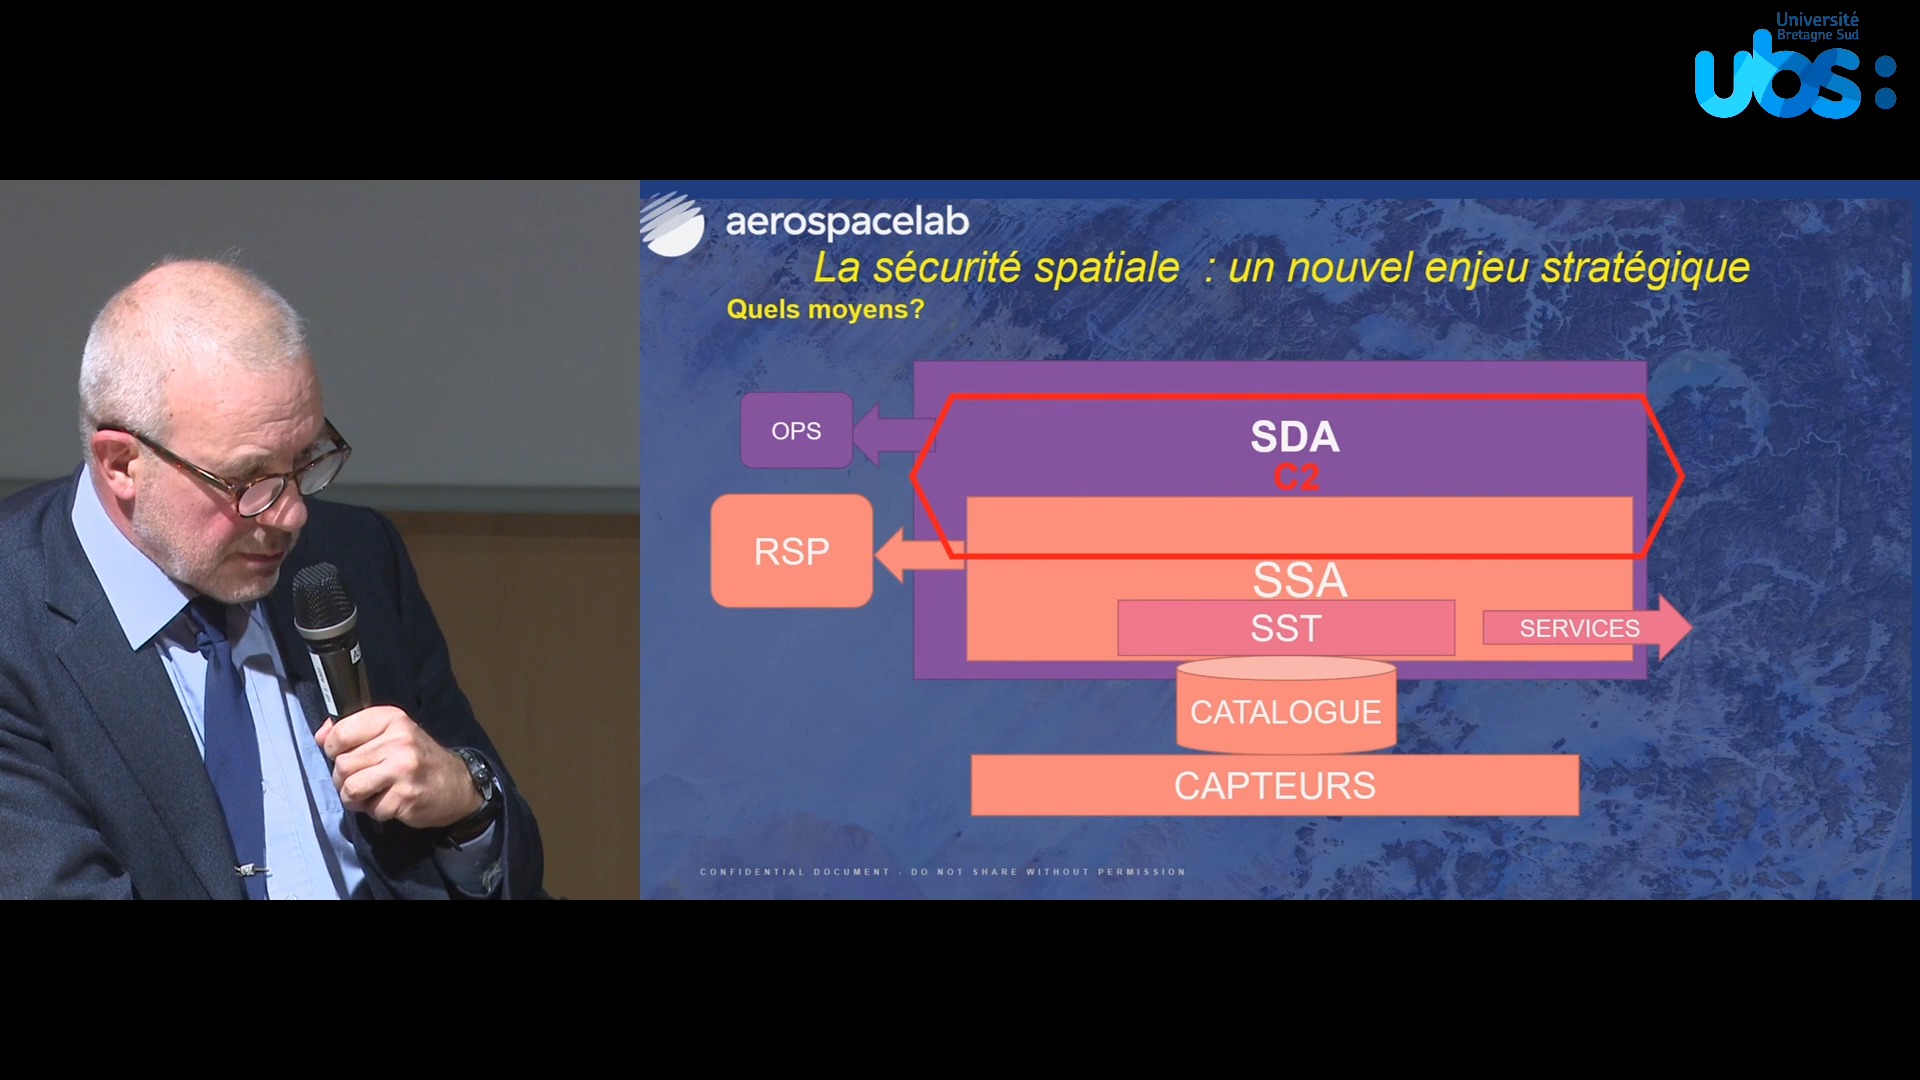 Université
Bretagne Sud
ubs:
aerospacelab
La sécurité spatiale : un nouvel enjeu stratégique
Quels moyens?
OPS
SDA
C2
RSP
SSA
SST
SERVICES
CATALOGUE
CAPTEURS
CONFIDENTIAL DOCUMENT - DO NOT SHARE WITHOUT PERMISSION